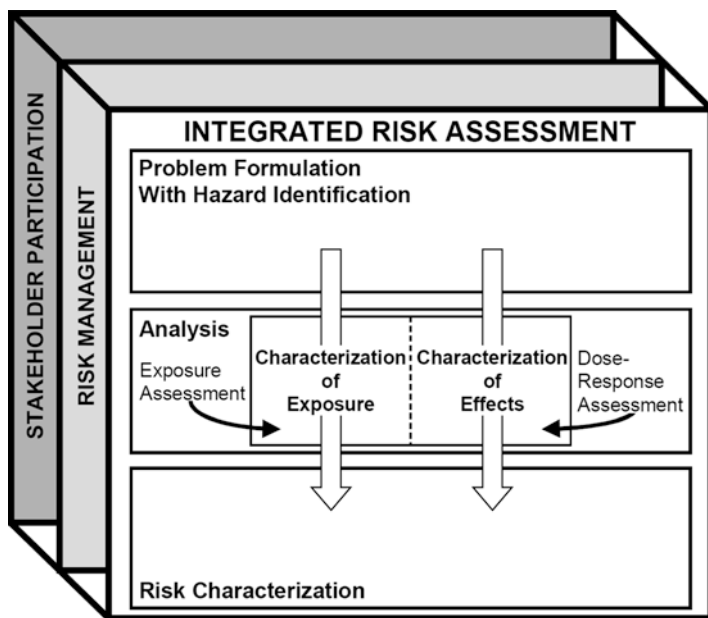 STAKEHOLDER PARTICIPATION
RISK MANAGEMENT
INTEGRATED RISK ASSESSMENT
Problem Formulation
With Hazard Identification
Analysis
Exposure
Assessment
Characterization
of
Exposure
Characterization
of
Effects
Dose-
Response
Assessment
Risk Characterization